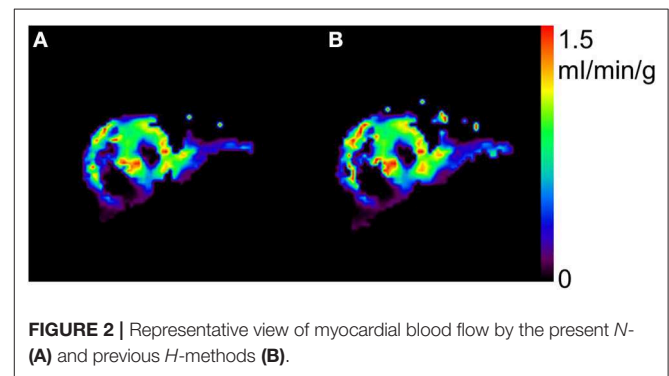 A
B
1.5
ml/min/g
0
FIGURE 2 | Representative view of myocardial blood flow by the present N-
(A) and previous H-methods (B).